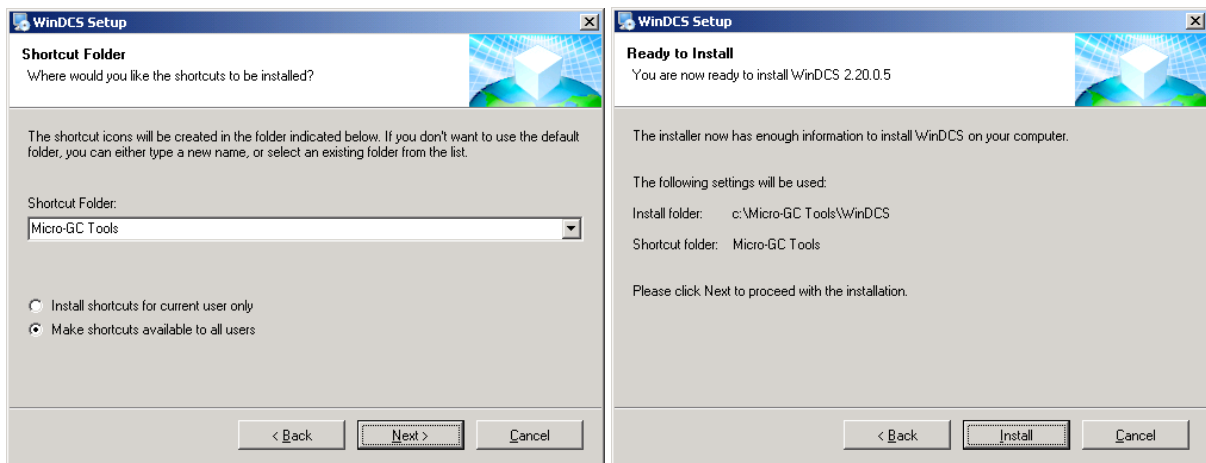 WinDCS Setup
Shortcut Folder
Where would you like the shortcuts to be installed?
The shortcut icons will be created in the folder indicated below. If you don't want to use the default
folder, you can either type a new name, or select an existing folder from the list.
Shortcut Folder:
Micro-GC Tools
Install shortcuts for current user only
Make shortcuts available to all users
< Back
Next >
Cancel
WinDCS Setup
Ready to Install
You are now ready to install WinDCS 2.20.0.5
The installer now has enough information to install WinDCS on your computer.
The following settings will be used:
Install folder: c:\Micro-GC Tools\WinDCS
Shortcut folder: Micro-GC Tools
Please click Next to proceed with the installation.
< Back
Install
Cancel